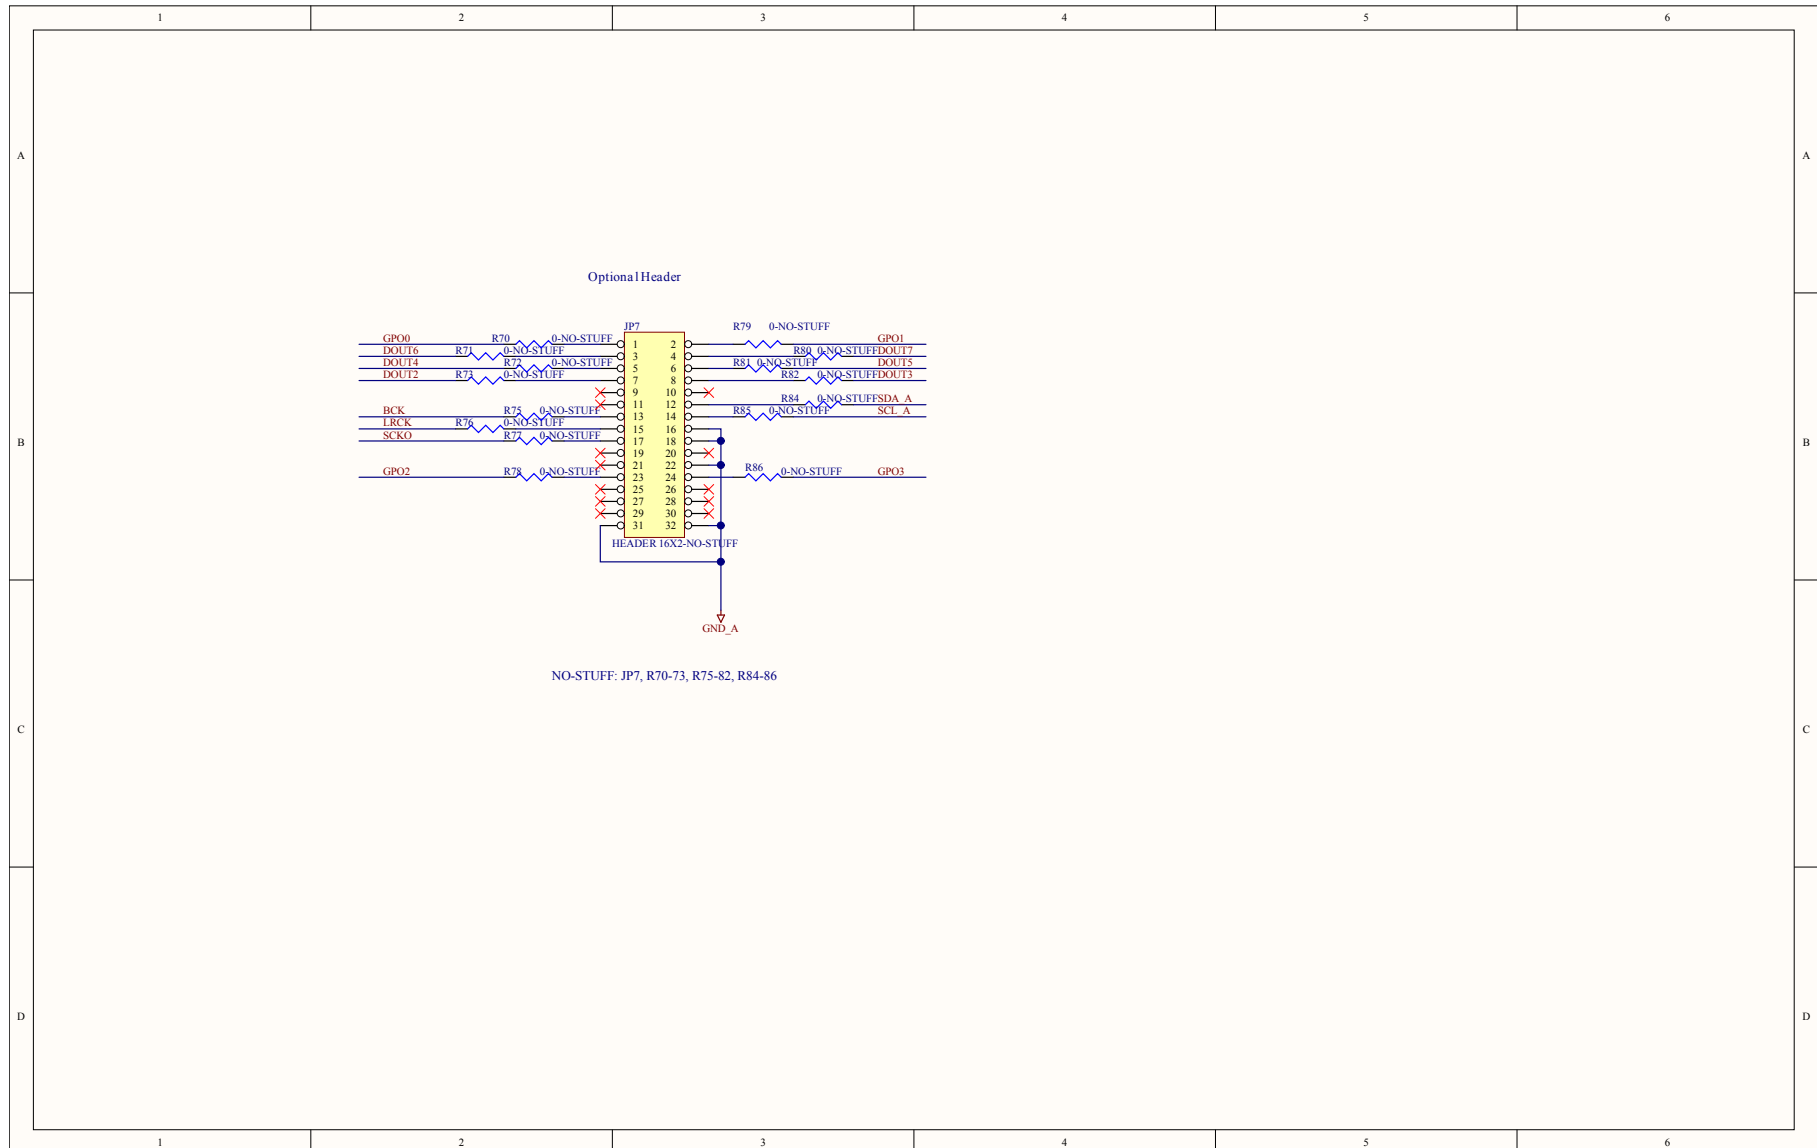 1 2 3 4 5 6
A A
Optional Header
JP7 R79 0-NO-STUFF
GPO0 R70 0-NO-STUFF 1 2 GPO1
DOUT6 R71 0-NO-STUFF 3 4 R80 0-NO-STUFF DOUT7
DOUT4 R72 0-NO-STUFF 5 6 R81 0-NO-STUFF DOUT5
DOUT2 R73 0-NO-STUFF 7 8 R82 0-NO-STUFF DOUT3
9 10
11 12 R84 0-NO-STUFF SDA_A
BCK R75 0-NO-STUFF 13 14 R85 0-NO-STUFF SCL_A
LRCK R76 0-NO-STUFF 15 16
B SCKO R77 0-NO-STUFF 17 18 B
19 20
21 22
GPO2 R78 0-NO-STUFF 23 24 R86 0-NO-STUFF GPO3
25 26
27 28
29 30
31 32
HEADER 16X2-NO-STUFF
GND_A
NO-STUFF: JP7, R70-73, R75-82, R84-86
C C
D D
1 2 3 4 5 6